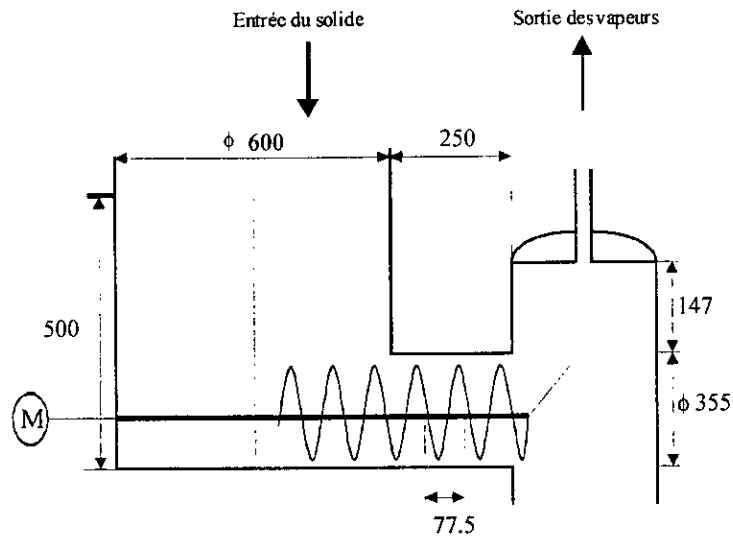 Entrée du solide
Sortie des vapeurs
ϕ 600
250
147
500
M
ϕ 355
77.5